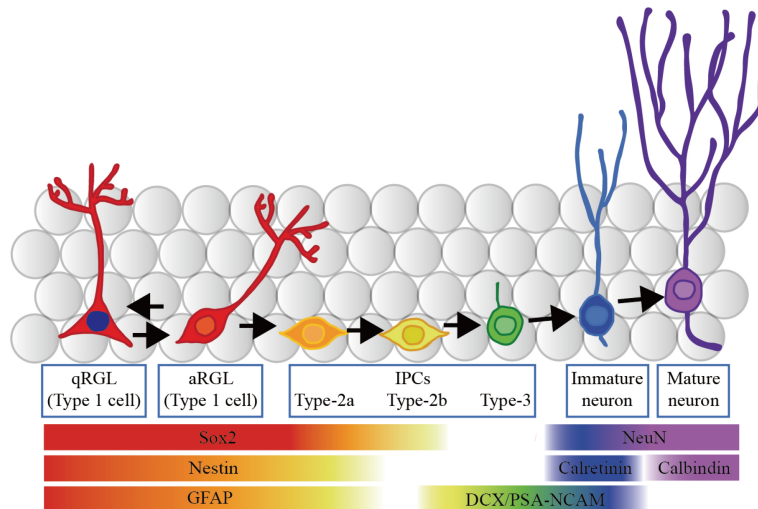 qRGL
(Type 1 cell)
aRGL
(Type 1 cell)
IPCs
Type-2a Type-2b Type-3
Immature
neuron
Mature
neuron
Sox2 NeuN
Nestin Calretinin Calbindin
GFAP DCX/PSA-NCAM